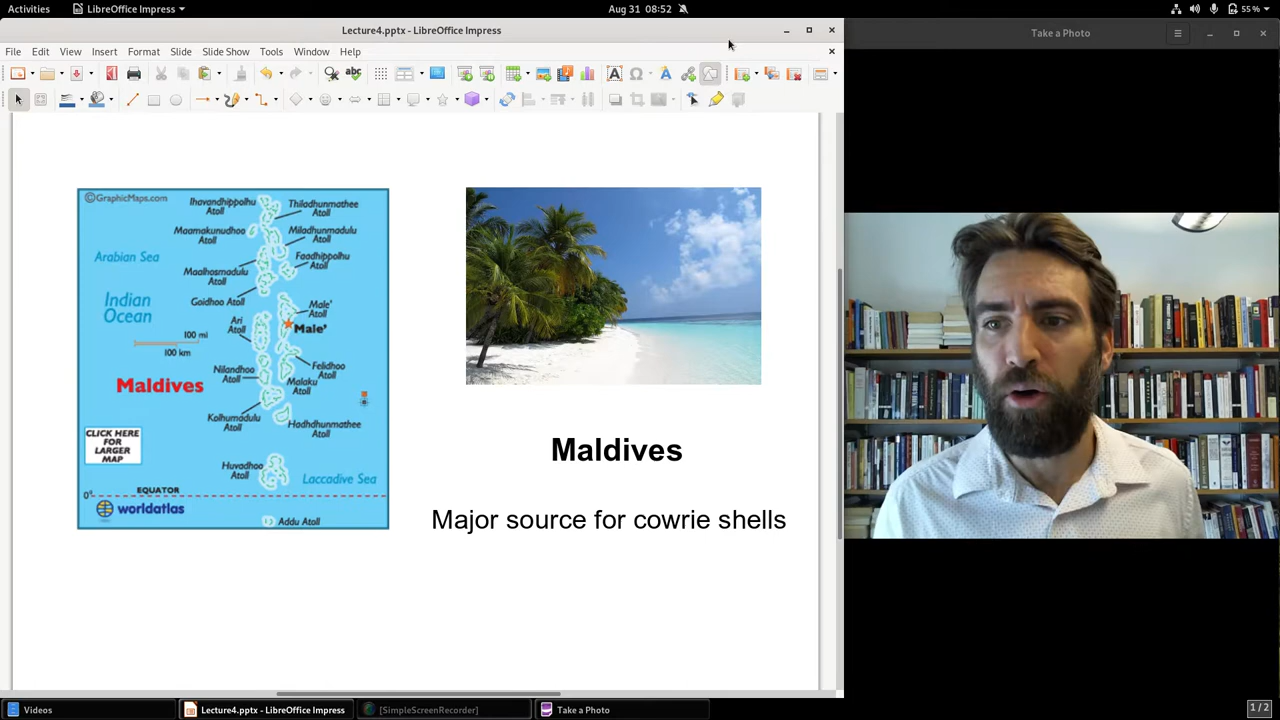 Activities
LibreOffice Impress
Aug 31 08:52
55 %
Lecture4.pptx - LibreOffice Impress
Take a Photo
File Edit View Insert Format Slide Slide Show Tools Window Help
©GraphicMaps.com
Ihavandhippolhu
Atoll
Thiladhunmathee
Atoll
Maamakunudhoo
Atoll
Miladhunmadulu
Atoll
Arabian Sea
Faadhippolhu
Atoll
Maalhosmadulu
Atoll
Goidhoo Atoll
Indian
Ocean
Male'
Atoll
Ari
Atoll
Male'
100 mi
100 km
Nilandhoo
Atoll
Felidhoo
Atoll
Maldives
Malaku
Atoll
Kolhumadulu
Atoll
Hadhdhunmathee
Atoll
CLICK HERE
FOR
LARGER
MAP
Huvadhoo
Atoll
Laccadive Sea
EQUATOR
0°
worldatlas
Addu Atoll
Maldives
Major source for cowrie shells
Videos
Lecture4.pptx - LibreOffice Impress
[SimpleScreenRecorder]
Take a Photo
1 / 2